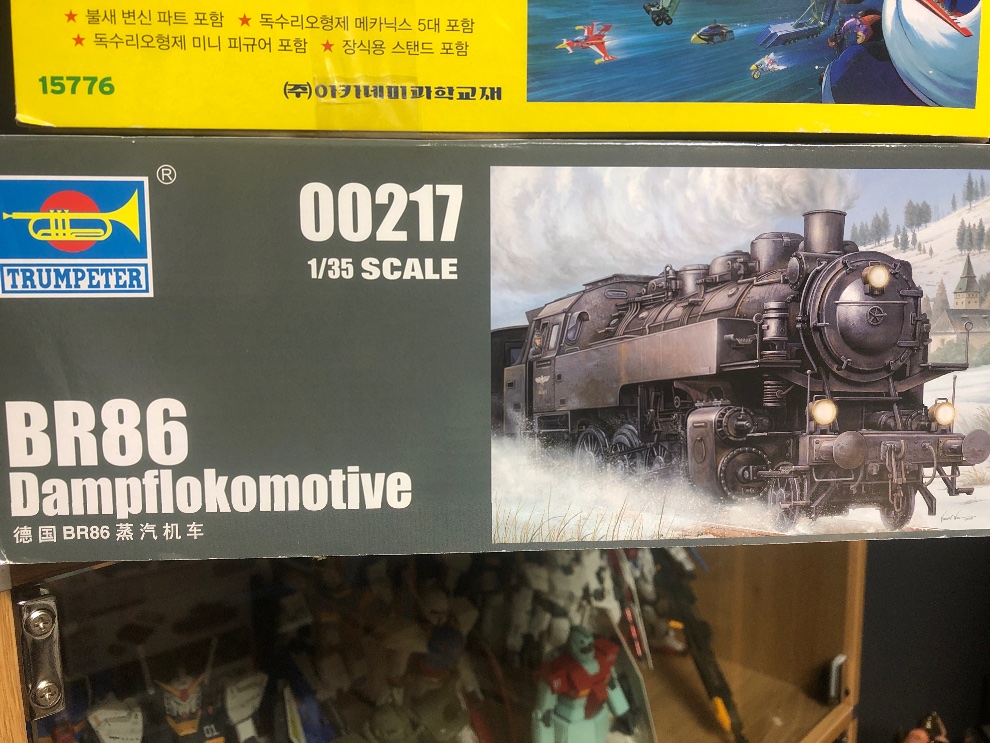 ★ 불새 변신 파트 포함 ★ 독수리오형제 메카닉스 5대 포함
★ 독수리오형제 미니 피규어 포함 ★ 장식용 스탠드 포함
15776
(주)아카데미과학교재
®
TRUMPETER
00217
1/35 SCALE
BR86
Dampflokomotive
德国BR86蒸汽机车
01